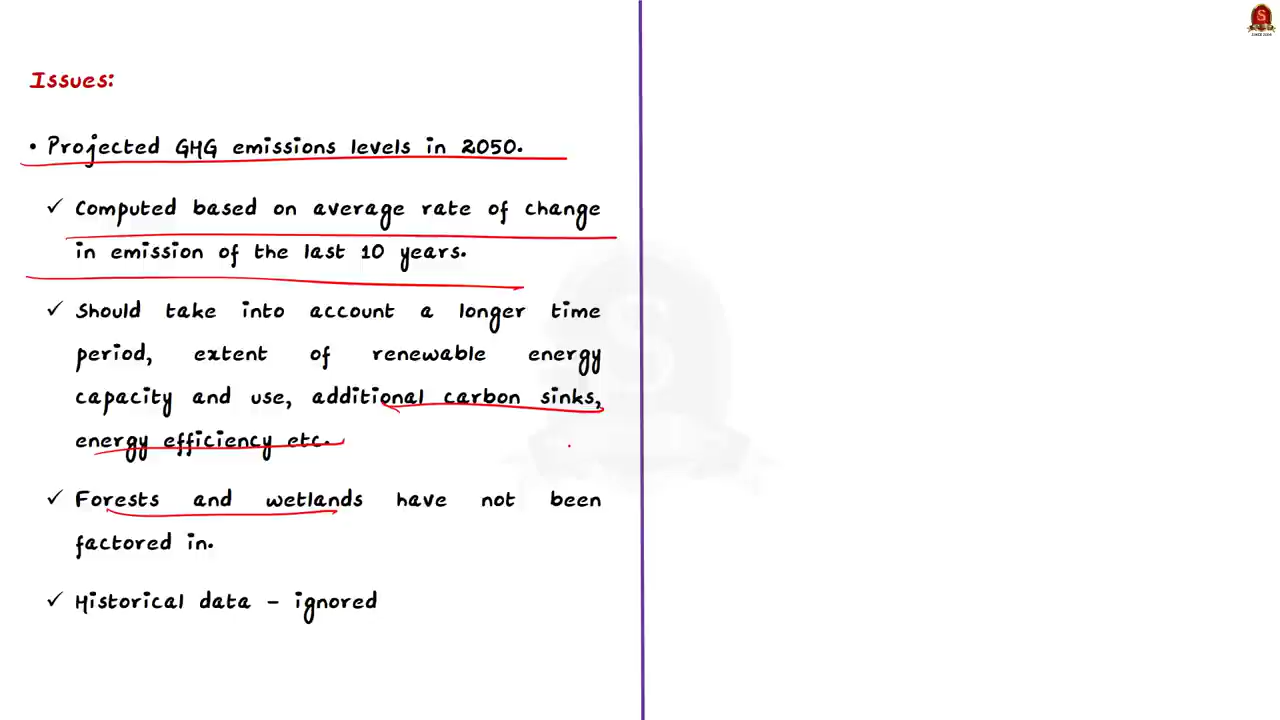 Issues:
• Projected GHG emissions levels in 2050.
✓ Computed based on average rate of change
in emission of the last 10 years.
✓ Should take into account a longer time
period, extent of renewable energy
capacity and use, additional carbon sinks,
energy efficiency etc.
✓ Forests and wetlands have not been
factored in.
✓ Historical data - ignored